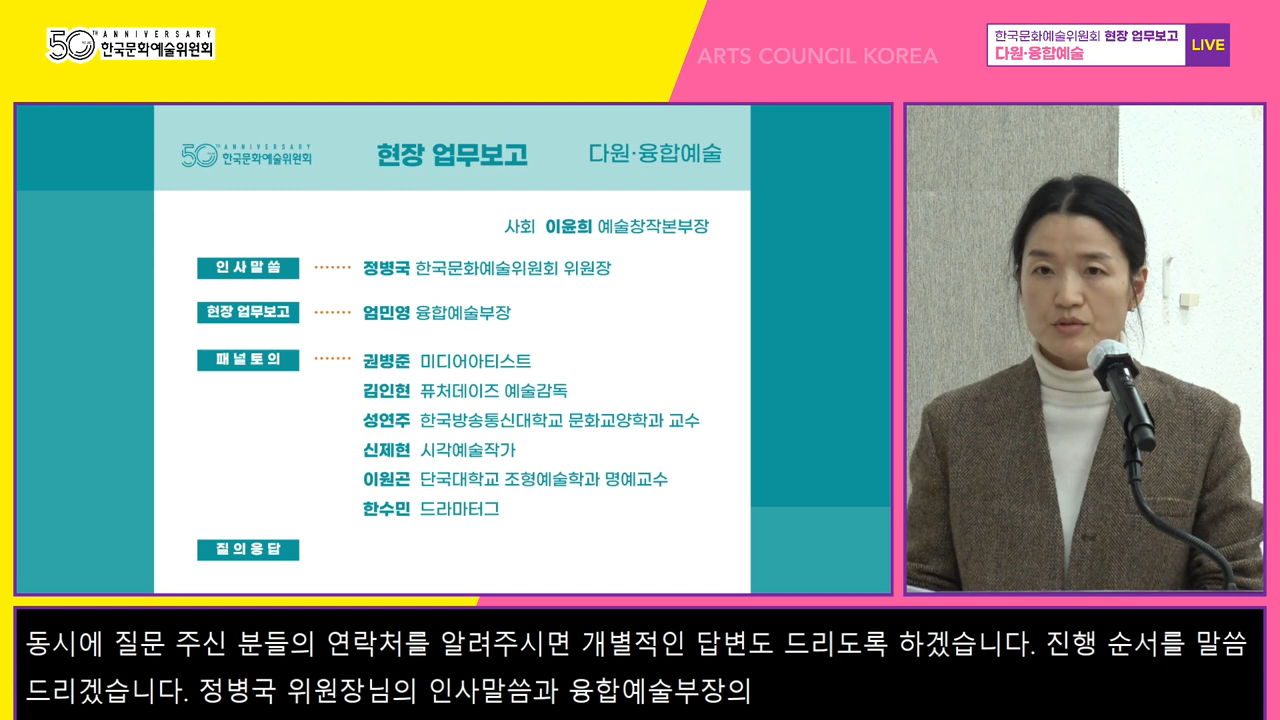 50TH ANNIVERSARY
한국문화예술위원회
ARTS COUNCIL KOREA
한국문화예술위원회 현장 업무보고
다원·융합예술
LIVE
50TH ANNIVERSARY
한국문화예술위원회
현장 업무보고
다원·융합예술
사회 이윤희 예술창작본부장
인사말씀 ······· 정병국 한국문화예술위원회 위원장
현장 업무보고 ······· 엄민영 융합예술부장
패널토의 ······· 권병준 미디어아티스트
김인현 퓨처데이즈 예술감독
성연주 한국방송통신대학교 문화교양학과 교수
신제현 시각예술작가
이원곤 단국대학교 조형예술학과 명예교수
한수민 드라마터그
질의응답
동시에 질문 주신 분들의 연락처를 알려주시면 개별적인 답변도 드리도록 하겠습니다. 진행 순서를 말씀
드리겠습니다. 정병국 위원장님의 인사말씀과 융합예술부장의